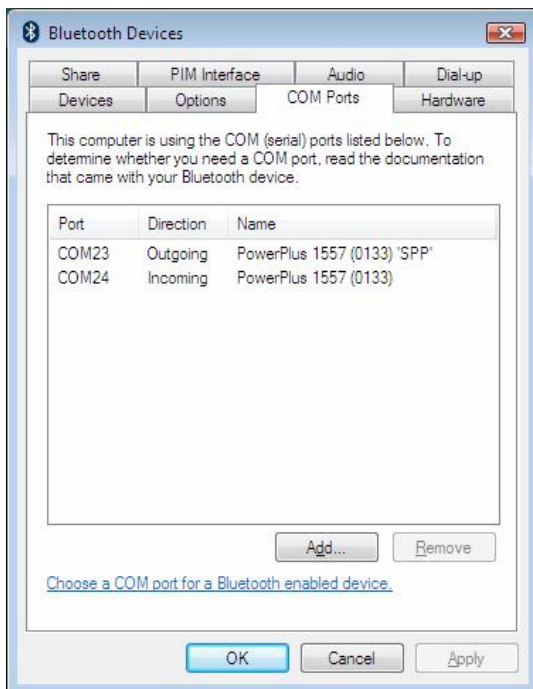 Bluetooth Devices
Share PIM Interface Audio Dial-up
Devices Options COM Ports Hardware
This computer is using the COM (serial) ports listed below. To
determine whether you need a COM port, read the documentation
that came with your Bluetooth device.
Port Direction Name
COM23 Outgoing PowerPlus 1557 (0133) 'SPP'
COM24 Incoming PowerPlus 1557 (0133)
Add... Remove
Choose a COM port for a Bluetooth enabled device.
OK Cancel Apply